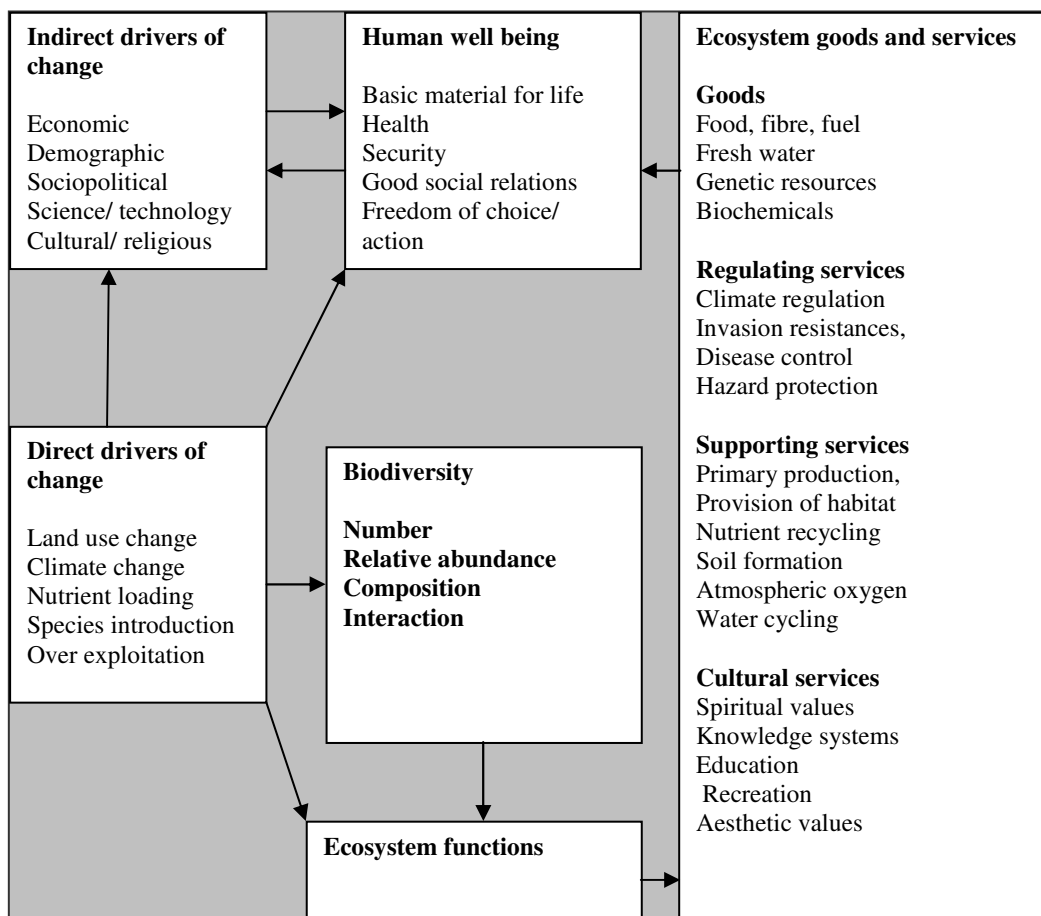 Indirect drivers of
change
Economic
Demographic
Sociopolitical
Science/ technology
Cultural/ religious
Human well being
Basic material for life
Health
Security
Good social relations
Freedom of choice/
action
Ecosystem goods and services
Goods
Food, fibre, fuel
Fresh water
Genetic resources
Biochemicals
Regulating services
Climate regulation
Invasion resistances,
Disease control
Hazard protection
Supporting services
Primary production,
Provision of habitat
Nutrient recycling
Soil formation
Atmospheric oxygen
Water cycling
Cultural services
Spiritual values
Knowledge systems
Education
Recreation
Aesthetic values
Direct drivers of
change
Land use change
Climate change
Nutrient loading
Species introduction
Over exploitation
Biodiversity
Number
Relative abundance
Composition
Interaction
Ecosystem functions